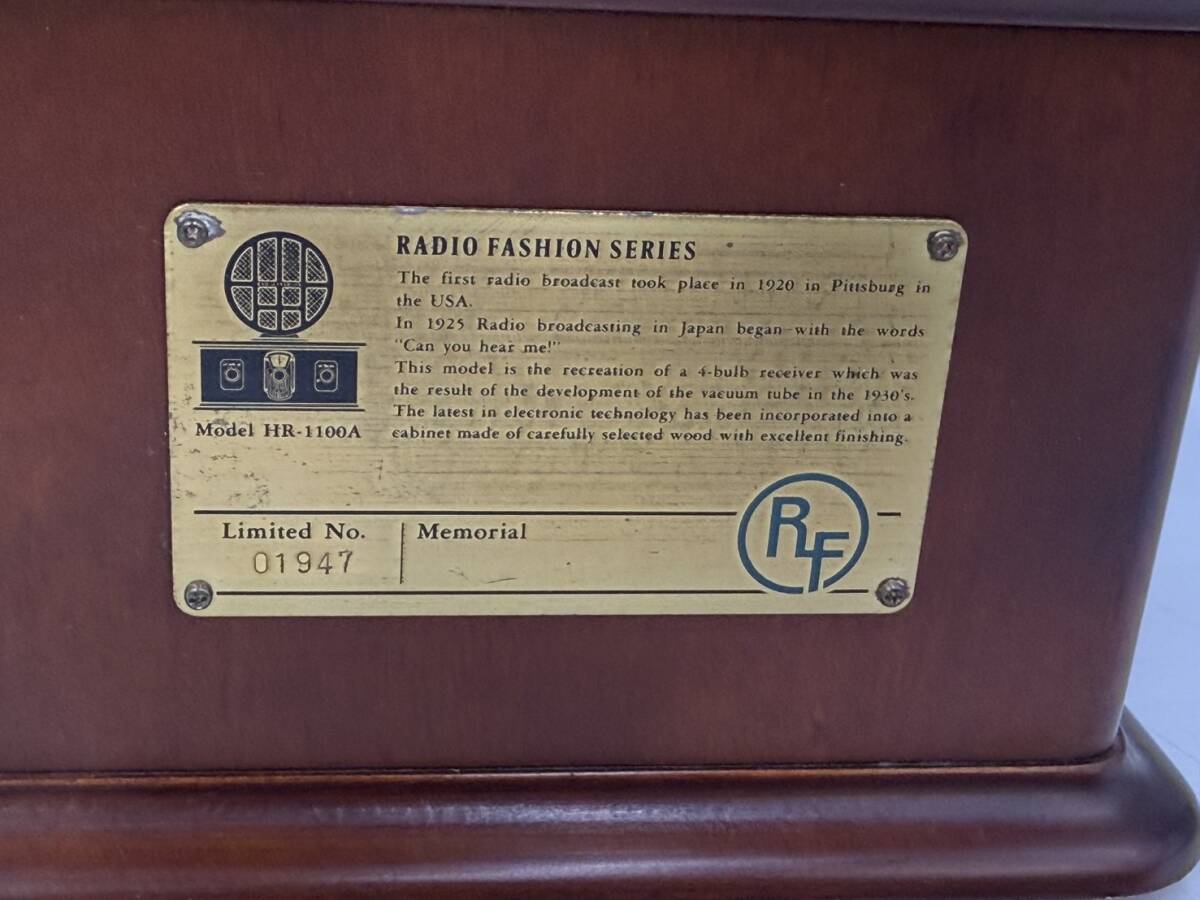 RADIO FASHION SERIES
The first radio broadcast took place in 1920 in Pittsburg in
the USA.
In 1925 Radio broadcasting in Japan began with the words
"Can you hear me!"
This model is the recreation of a 4-bulb receiver which was
the result of the development of the vacuum tube in the 1930's.
The latest in electronic technology has been incorporated into a
cabinet made of carefully selected wood with excellent finishing.
Model HR-1100A
Limited No.
01947
Memorial
RF